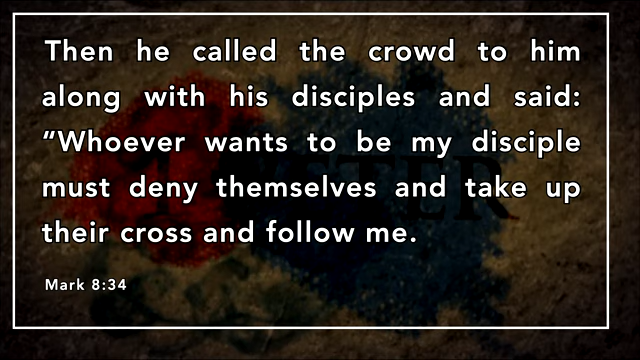 Then he called the crowd to him
along with his disciples and said:
“Whoever wants to be my disciple
must deny themselves and take up
their cross and follow me.
Mark 8:34